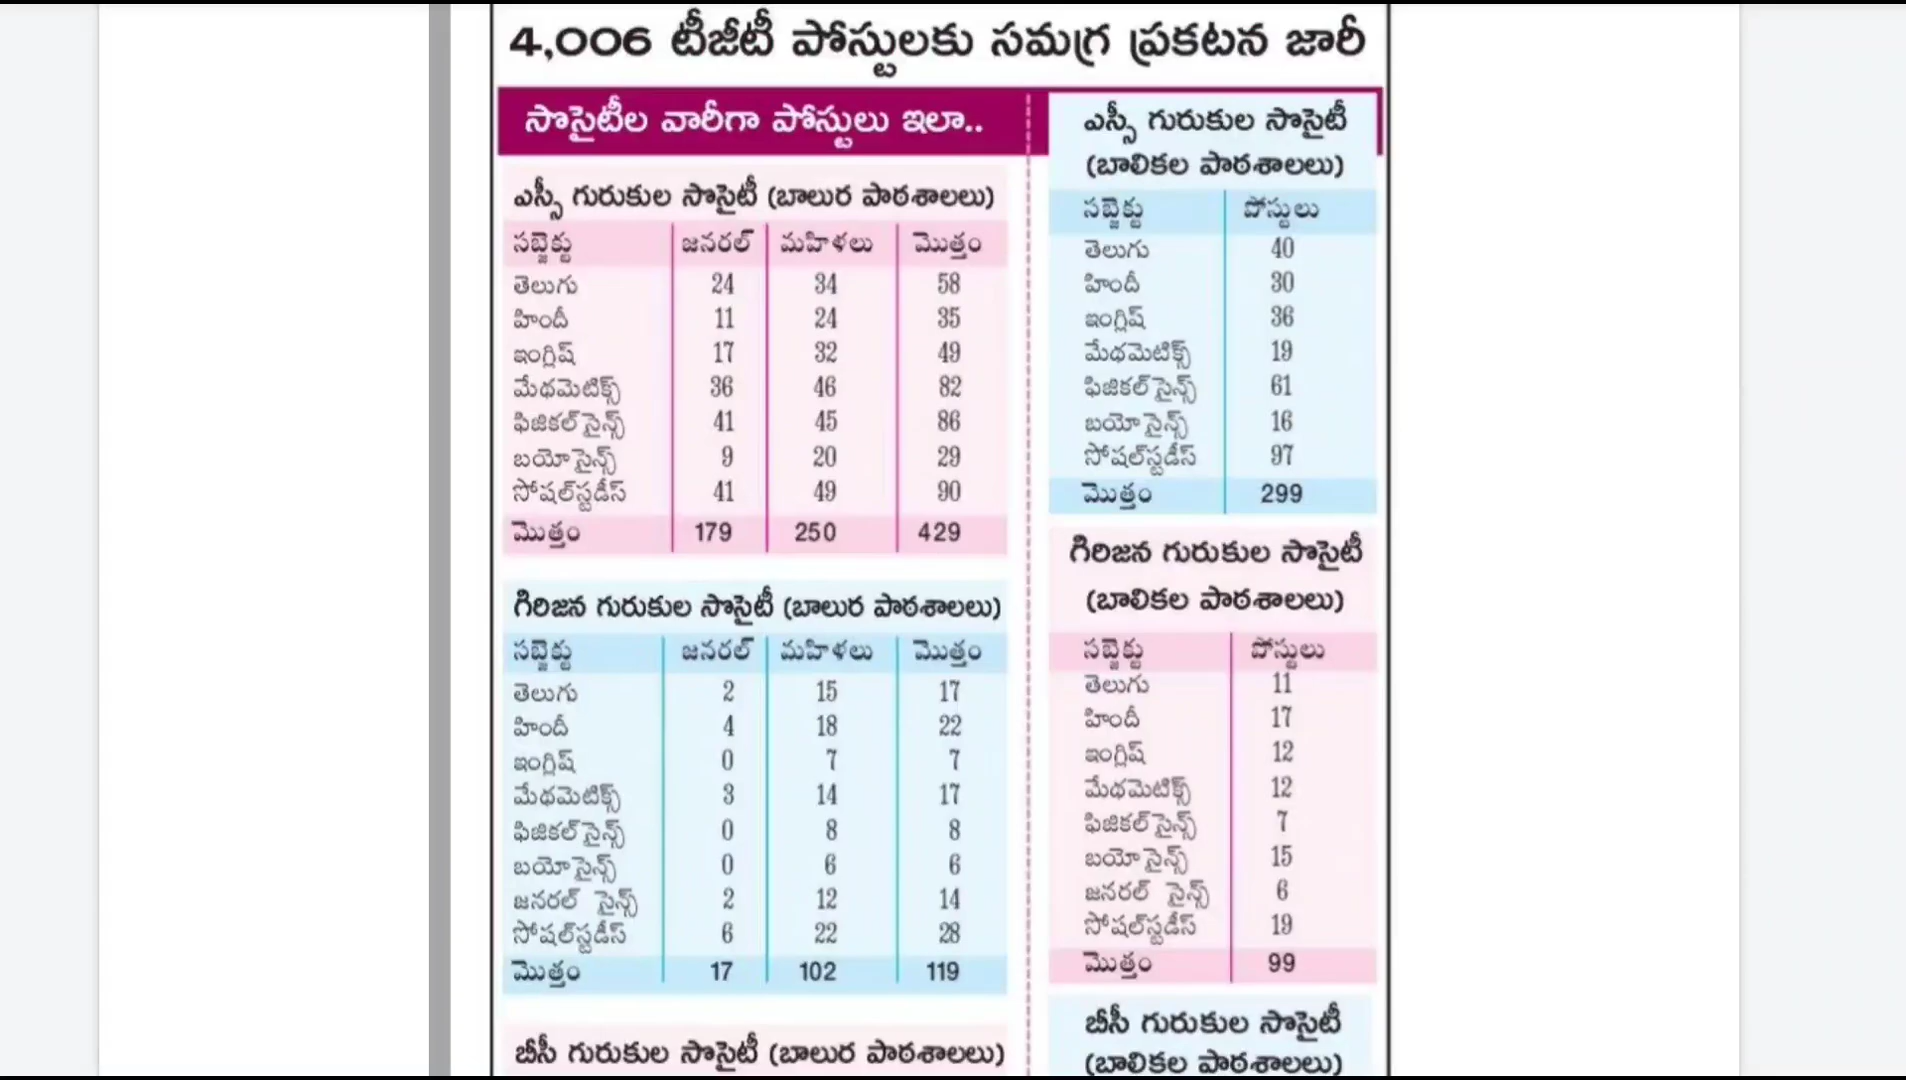 4,006 టీజీటీ పోస్టులకు సమగ్ర ప్రకటన జారీ
సొసైటీల వారీగా పోస్టులు ఇలా..
ఎస్సీ గురుకుల సొసైటీ (బాలుర పాఠశాలలు)
సబ్జెక్టు జనరల్ మహిళలు మొత్తం
తెలుగు 24 34 58
హిందీ 11 24 35
ఇంగ్లిష్ 17 32 49
మేథమెటిక్స్ 36 46 82
ఫిజికల్ సైన్స్ 41 45 86
బయో సైన్స్ 9 20 29
సోషల్‌స్టడీస్ 41 49 90
మొత్తం 179 250 429
గిరిజన గురుకుల సొసైటీ (బాలుర పాఠశాలలు)
సబ్జెక్టు జనరల్ మహిళలు మొత్తం
తెలుగు 2 15 17
హిందీ 4 18 22
ఇంగ్లిష్ 0 7 7
మేథమెటిక్స్ 3 14 17
ఫిజికల్ సైన్స్ 0 8 8
బయో సైన్స్ 0 6 6
జనరల్ సైన్స్ 2 12 14
సోషల్‌స్టడీస్ 6 22 28
మొత్తం 17 102 119
బీసీ గురుకుల సొసైటీ (బాలుర పాఠశాలలు)
ఎస్సీ గురుకుల సొసైటీ
(బాలికల పాఠశాలలు)
సబ్జెక్టు పోస్టులు
తెలుగు 40
హిందీ 30
ఇంగ్లిష్ 36
మేథమెటిక్స్ 19
ఫిజికల్ సైన్స్ 61
బయో సైన్స్ 16
సోషల్‌స్టడీస్ 97
మొత్తం 299
గిరిజన గురుకుల సొసైటీ
(బాలికల పాఠశాలలు)
సబ్జెక్టు పోస్టులు
తెలుగు 11
హిందీ 17
ఇంగ్లిష్ 12
మేథమెటిక్స్ 12
ఫిజికల్ సైన్స్ 7
బయో సైన్స్ 15
జనరల్ సైన్స్ 6
సోషల్‌స్టడీస్ 19
మొత్తం 99
బీసీ గురుకుల సొసైటీ
(బాలికల పాఠశాలలు)